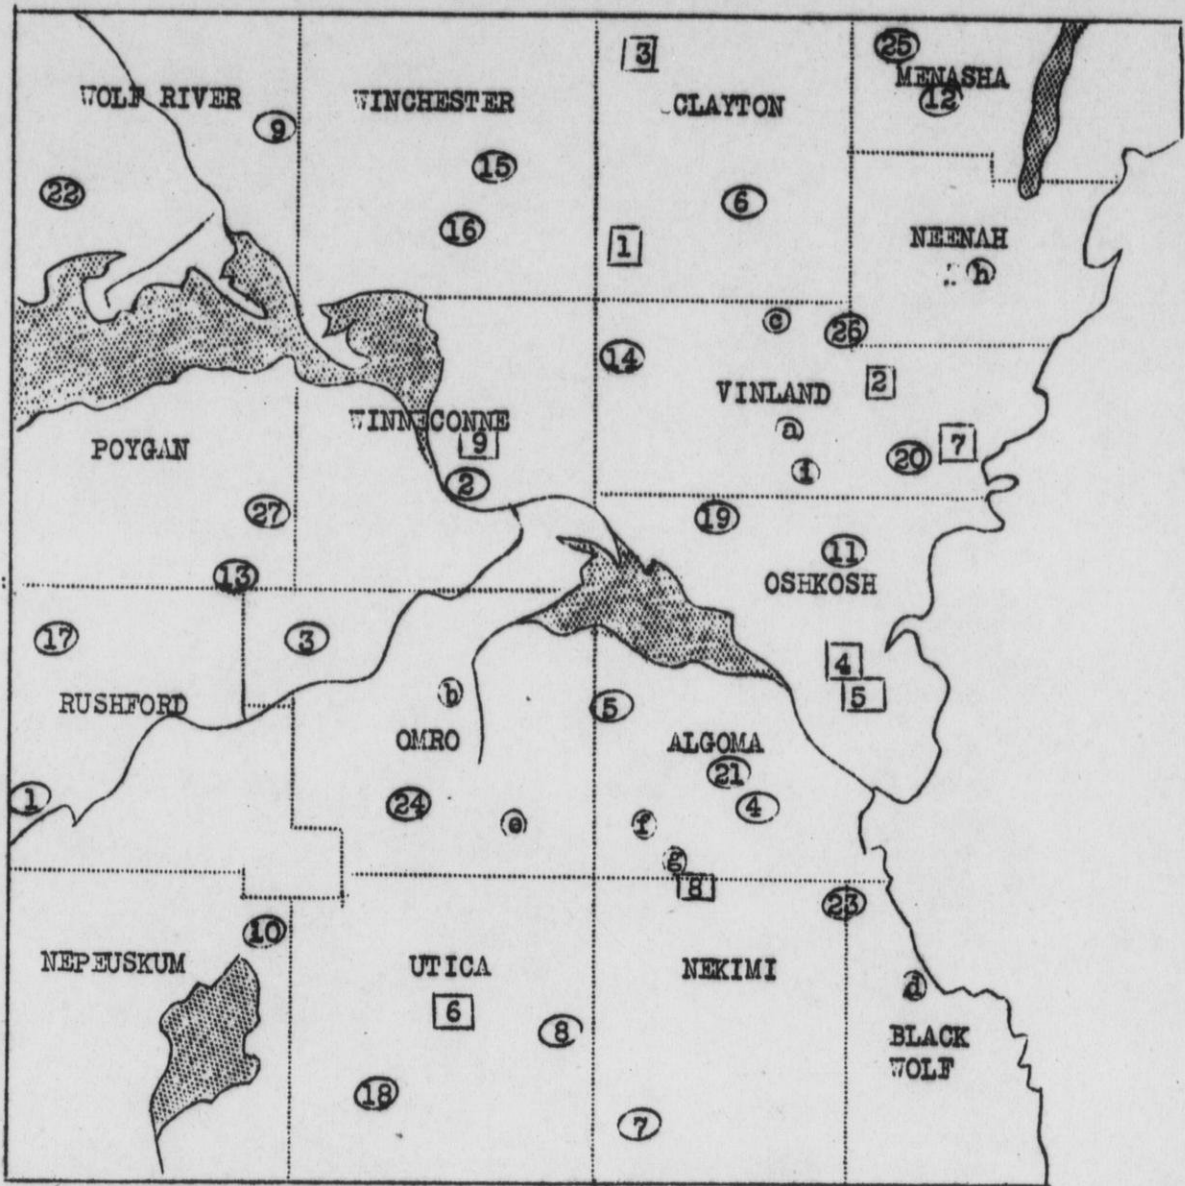 3
25
WOLF RIVER
WINCHESTER
CLAYTON
MENASHA
12
9
15
22
6
16
1
NEENAH
h
c
26
14
2
VINLAND
WINNECONNE
a
9
7
POYGAN
20
2
i
27
19
11
13
OSHKOSH
17
3
4
b
5
RUSHFORD
5
OMRO
ALGOMA
21
1
24
4
e
f
g
8
10
23
NEPEUSKUM
UTICA
NEKIMI
d
6
8
BLACK
WOLF
18
7